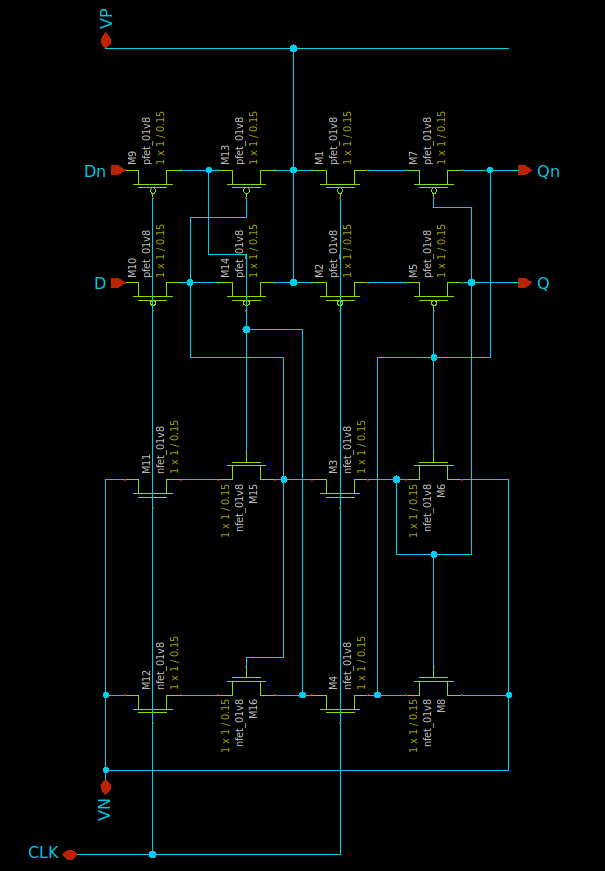 VP
Dn
M9
pfet_01v8
1 x 1 / 0.15
M13
pfet_01v8
1 x 1 / 0.15
M1
pfet_01v8
1 x 1 / 0.15
M7
pfet_01v8
1 x 1 / 0.15
Qn
D
M10
pfet_01v8
1 x 1 / 0.15
M14
pfet_01v8
1 x 1 / 0.15
M2
pfet_01v8
1 x 1 / 0.15
M5
pfet_01v8
1 x 1 / 0.15
Q
M11
nfet_01v8
1 x 1 / 0.15
1 x 1 / 0.15
nfet_01v8
M15
M3
nfet_01v8
1 x 1 / 0.15
1 x 1 / 0.15
nfet_01v8
M6
M12
nfet_01v8
1 x 1 / 0.15
1 x 1 / 0.15
nfet_01v8
M16
M4
nfet_01v8
1 x 1 / 0.15
1 x 1 / 0.15
nfet_01v8
M8
VN
CLK